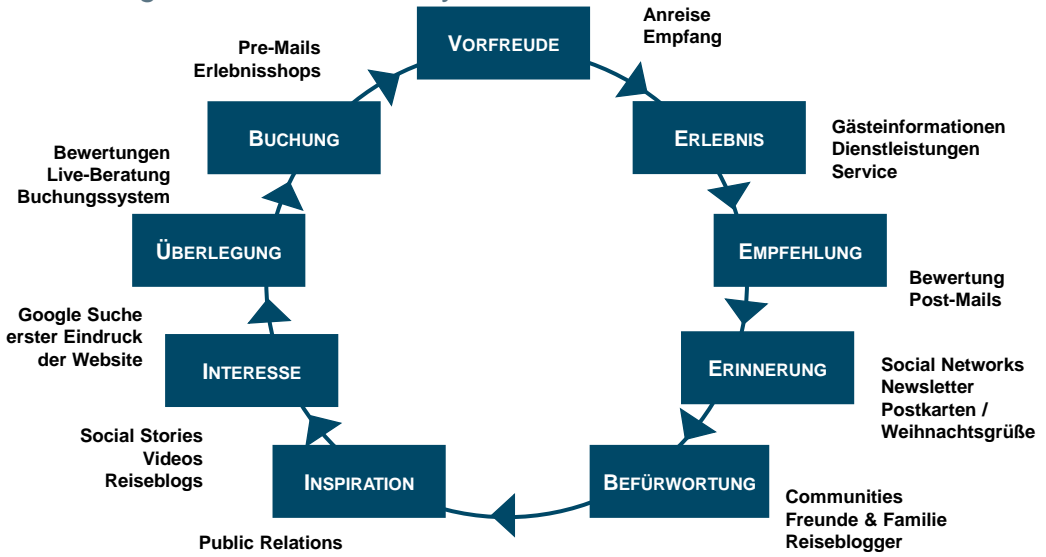 VORFREUDE
Anreise
Empfang
ERLEBNIS
Gästeinformationen
Dienstleistungen
Service
EMPFEHLUNG
Bewertung
Post-Mails
ERINNERUNG
Social Networks
Newsletter
Postkarten /
Weihnachtsgrüße
BEFÜRWORTUNG
Communities
Freunde & Familie
Reiseblogger
INSPIRATION
Public Relations
Social Stories
Videos
Reiseblogs
INTERESSE
Google Suche
erster Eindruck
der Website
ÜBERLEGUNG
Bewertungen
Live-Beratung
Buchungssystem
BUCHUNG
Pre-Mails
Erlebnisshops